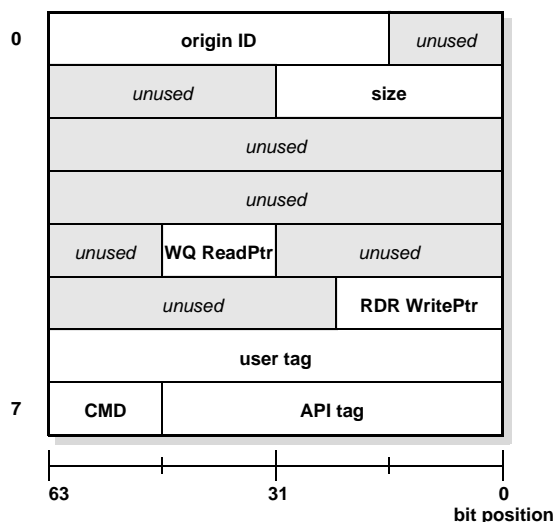 0 origin ID unused
unused size
unused
unused
unused WQ ReadPtr unused
unused RDR WritePtr
user tag
7 CMD API tag
63 31 0
bit position